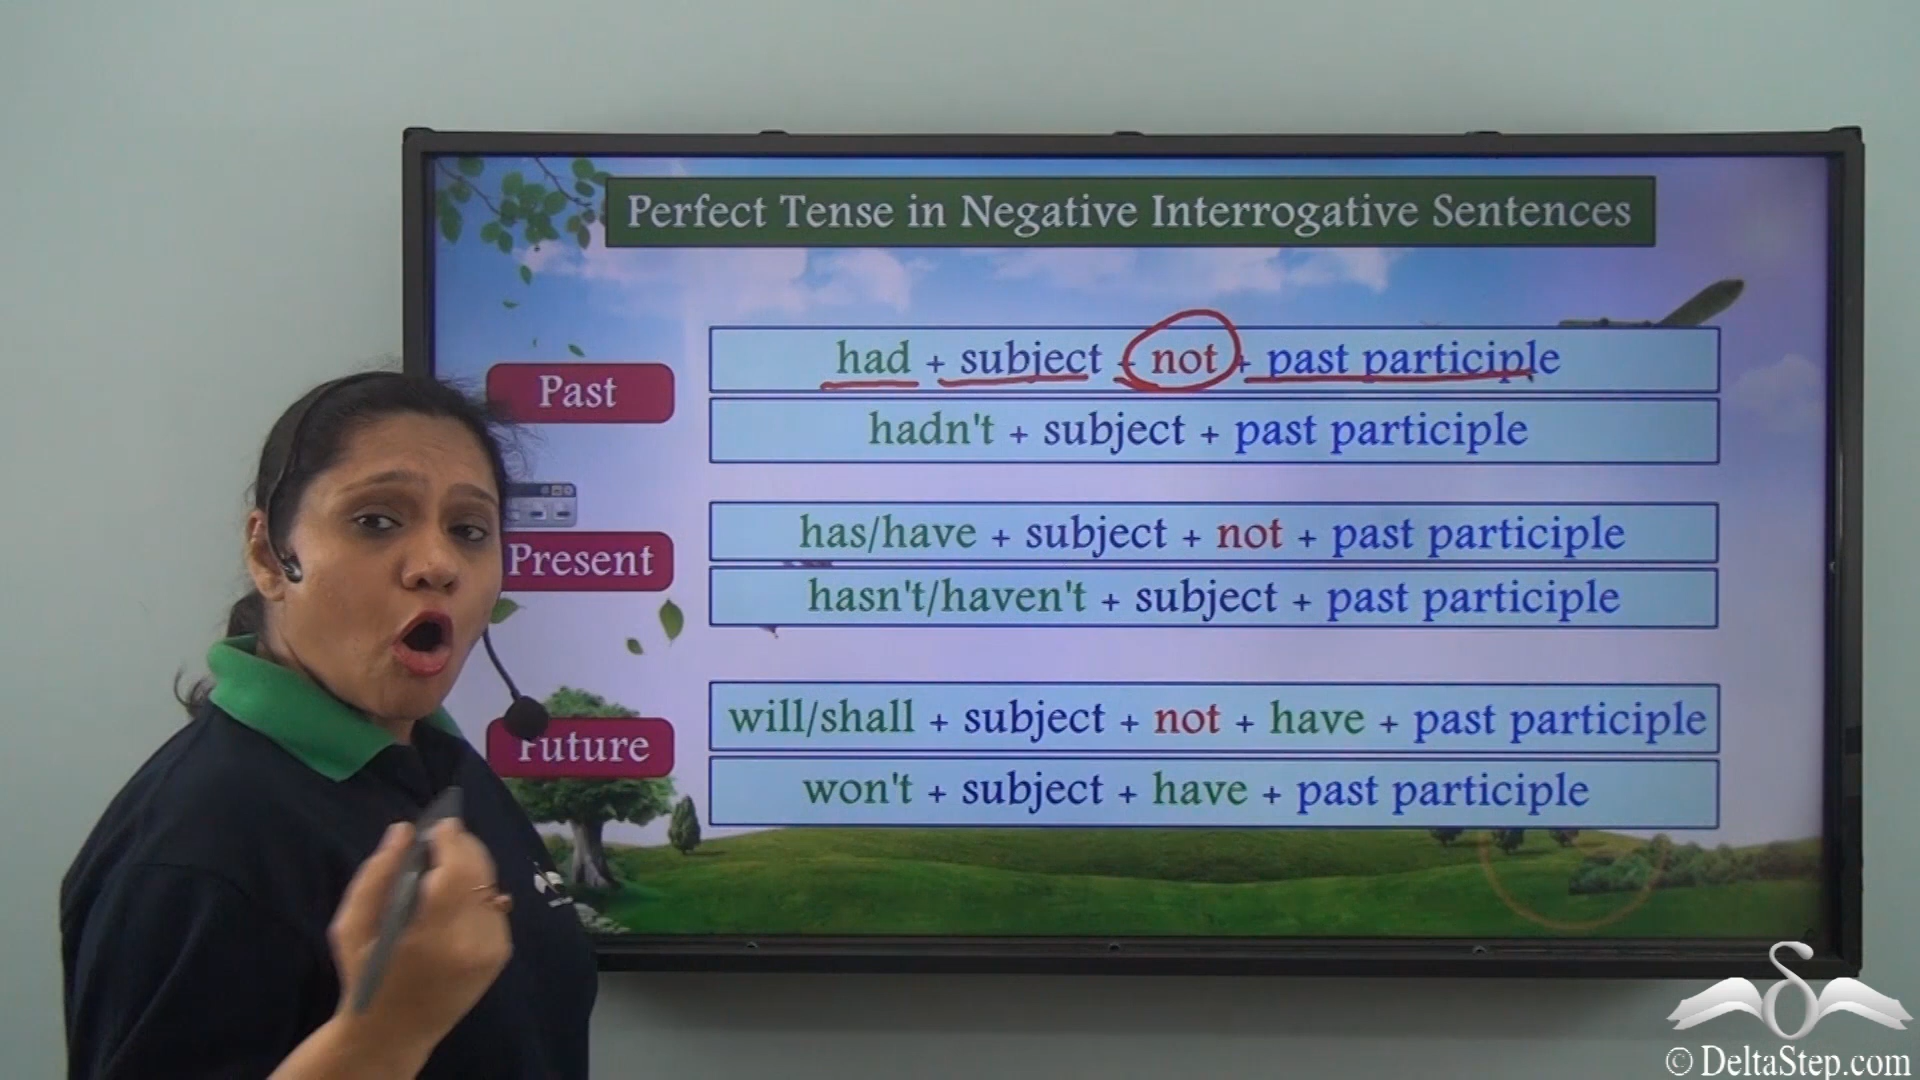 Perfect Tense in Negative Interrogative Sentences
Past
had + subject + not + past participle
hadn't + subject + past participle
Present
has/have + subject + not + past participle
hasn't/haven't + subject + past participle
Future
will/shall + subject + not + have + past participle
won't + subject + have + past participle
© DeltaStep.com